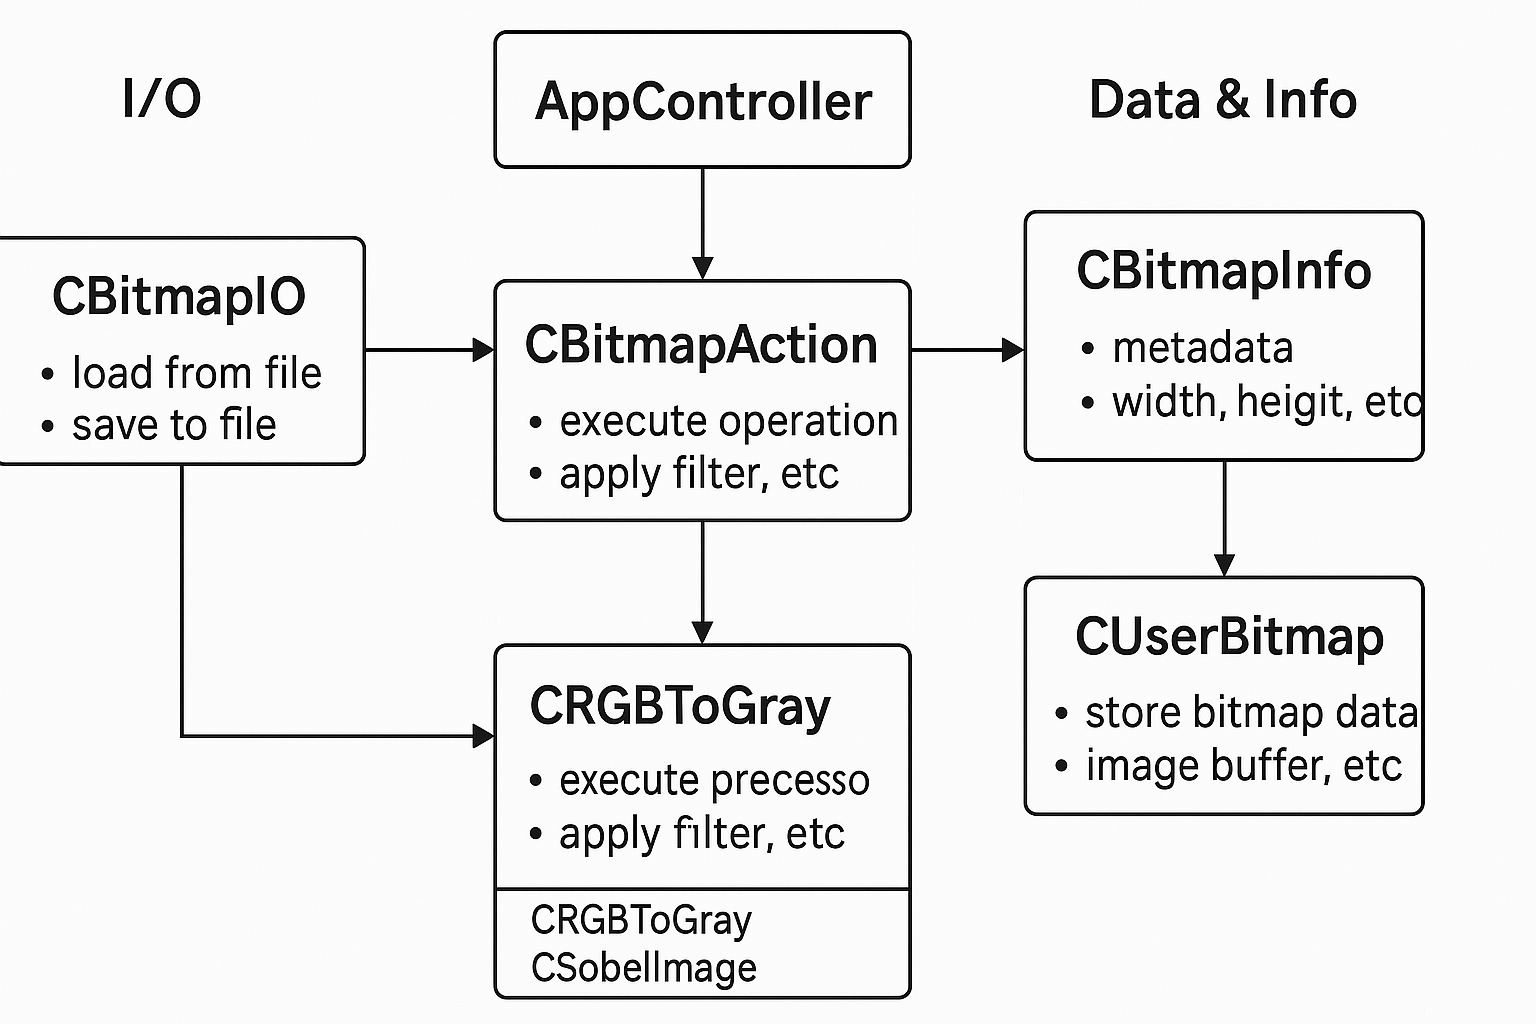 I/O
AppController
Data & Info
CBitmapIO
• load from file
• save to file
CBitmapAction
• execute operation
• apply filter, etc
CBitmapInfo
• metadata
• width, heigit, etc
CRGBToGray
• execute precesso
• apply filter, etc
CRGBToGray
CSobelImage
CUserBitmap
• store bitmap data
• image buffer, etc